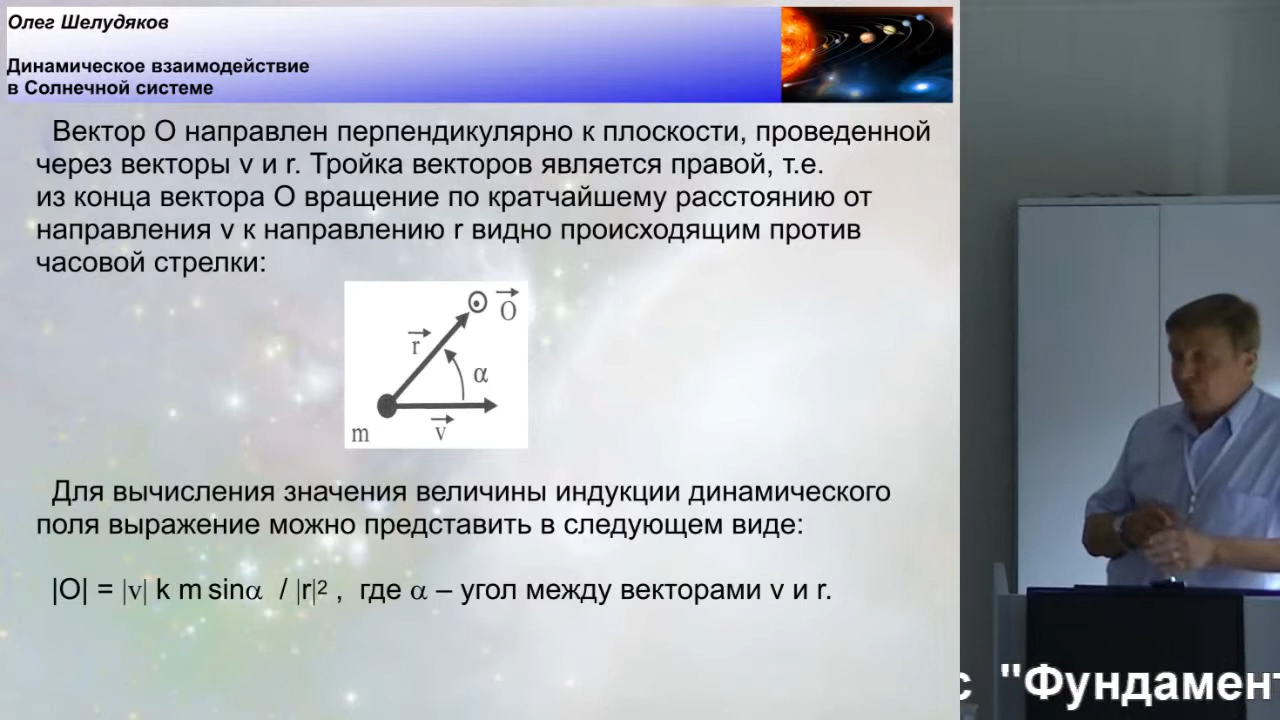 Олег Шелудяков
Динамическое взаимодействие
в Солнечной системе
Вектор О направлен перпендикулярно к плоскости, проведенной
через векторы v и r. Тройка векторов является правой, т.е.
из конца вектора О вращение по кратчайшему расстоянию от
направления v к направлению r видно происходящим против
часовой стрелки:
O
r
α
m
v
Для вычисления значения величины индукции динамического
поля выражение можно представить в следующем виде:
|O| = |v| k m sinα / |r|² , где α – угол между векторами v и r.
с "Фундамент